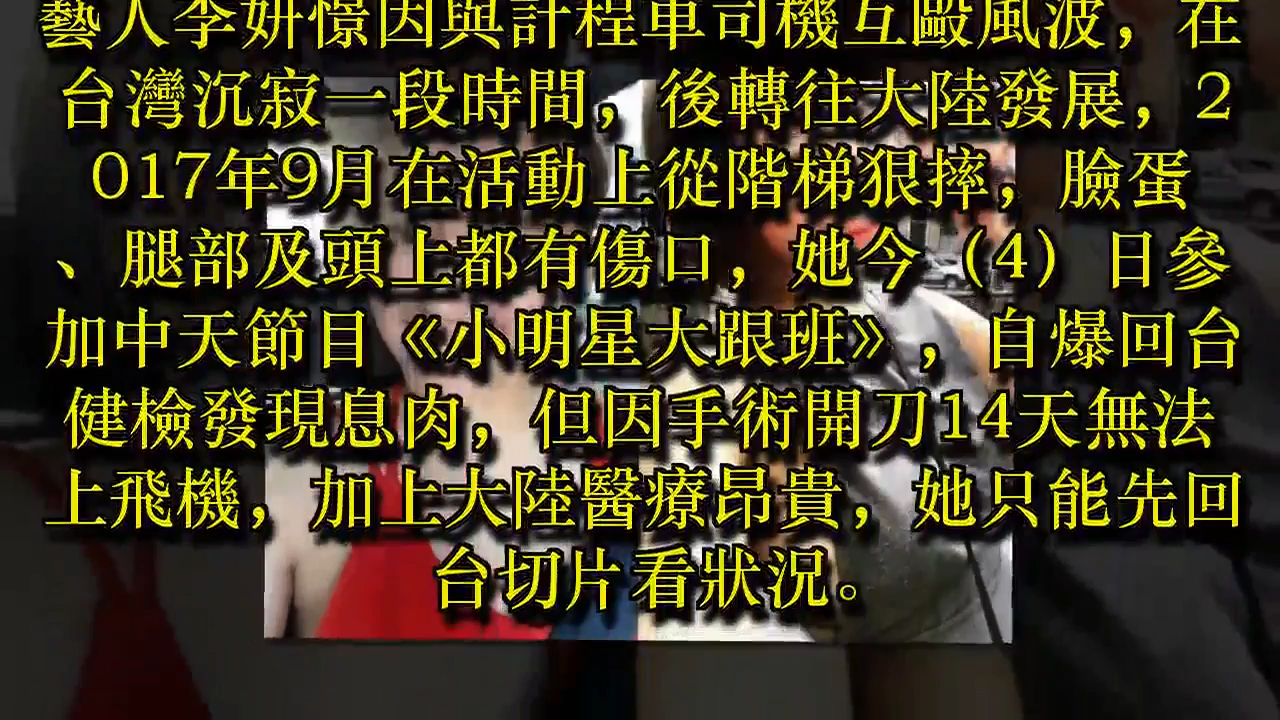 藝人李妍憬因與計程車司機互毆風波，在
台灣沉寂一段時間，後轉往大陸發展，2
017年9月在活動上從階梯狠摔，臉蛋
、腿部及頭上都有傷口，她今（4）日參
加中天節目《小明星大跟班》，自爆回台
健檢發現息肉，但因手術開刀14天無法
上飛機，加上大陸醫療昂貴，她只能先回
台切片看狀況。